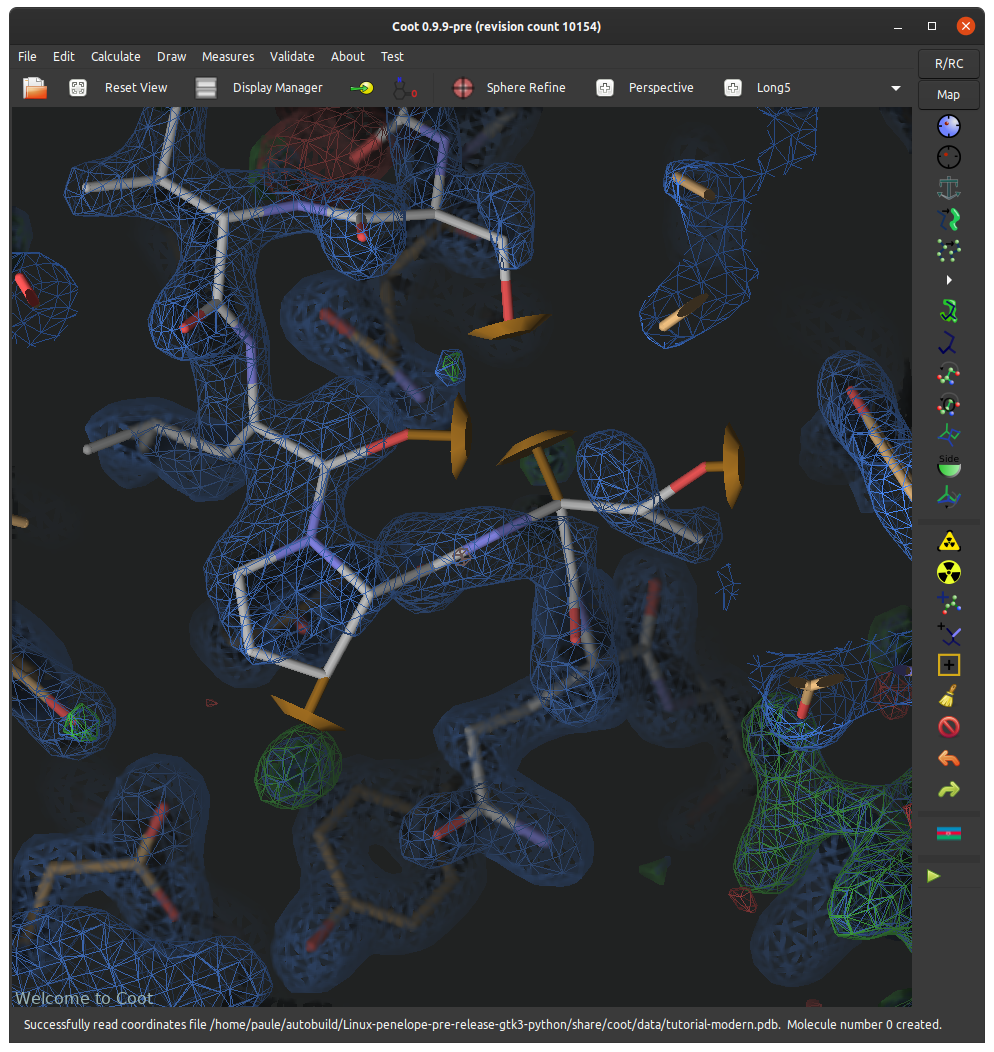 Coot 0.9.9-pre (revision count 10154)
File Edit Calculate Draw Measures Validate About Test
R/RC
Reset View Display Manager Sphere Refine Perspective Long5
Map
Side
Welcome to Coot
Successfully read coordinates file /home/paule/autobuild/Linux-penelope-pre-release-gtk3-python/share/coot/data/tutorial-modern.pdb. Molecule number 0 created.